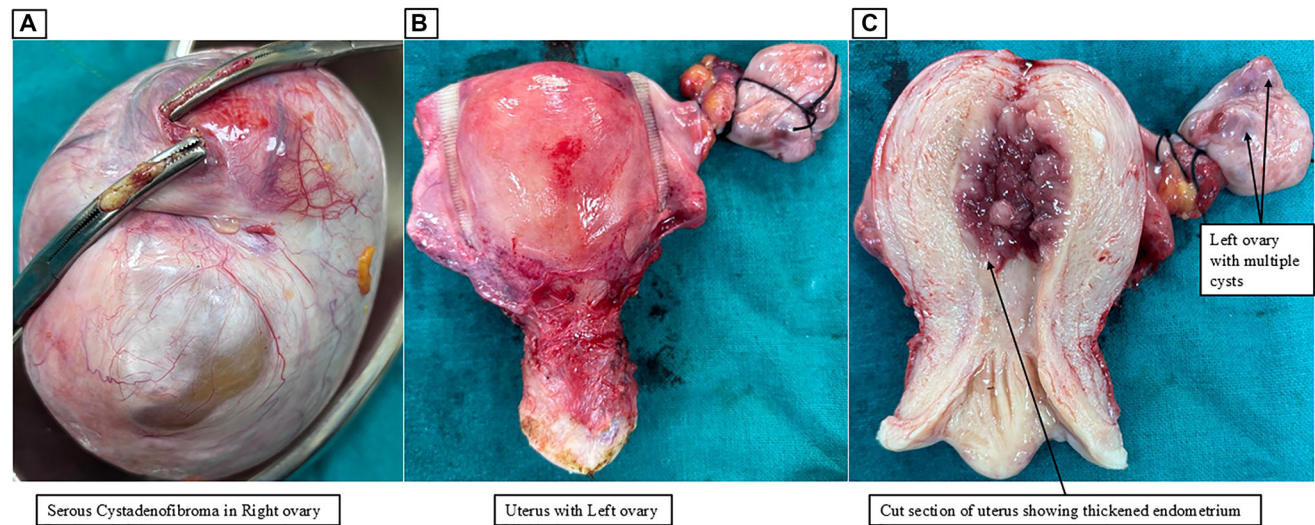 A
B
C
Left ovary
with multiple
cysts
Serous Cystadenofibroma in Right ovary
Uterus with Left ovary
Cut section of uterus showing thickened endometrium